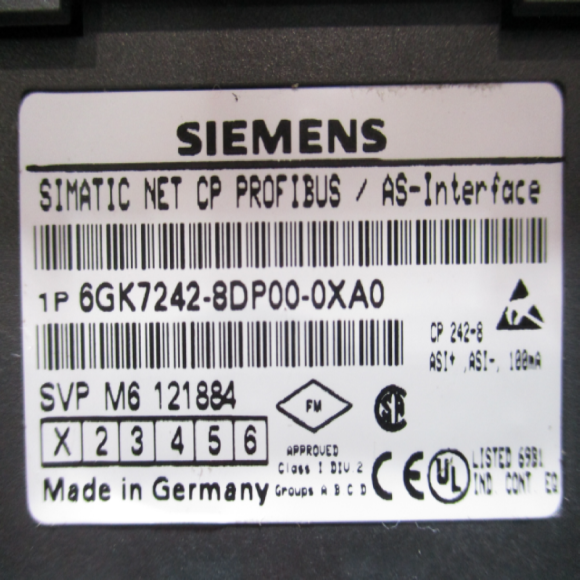 SIEMENS
SIMATIC NET CP PROFIBUS / AS-Interface
1P 6GK7242-8DP00-0XA0
CP 242-8
ASI+ ,ASI-, 100mA
SVP M6 121884
FM
X 2 3 4 5 6
APPROVED
Class I DIV.2
Groups A B C D
CE
UL
LISTED 69B1
IND. CONT. EQ
Made in Germany